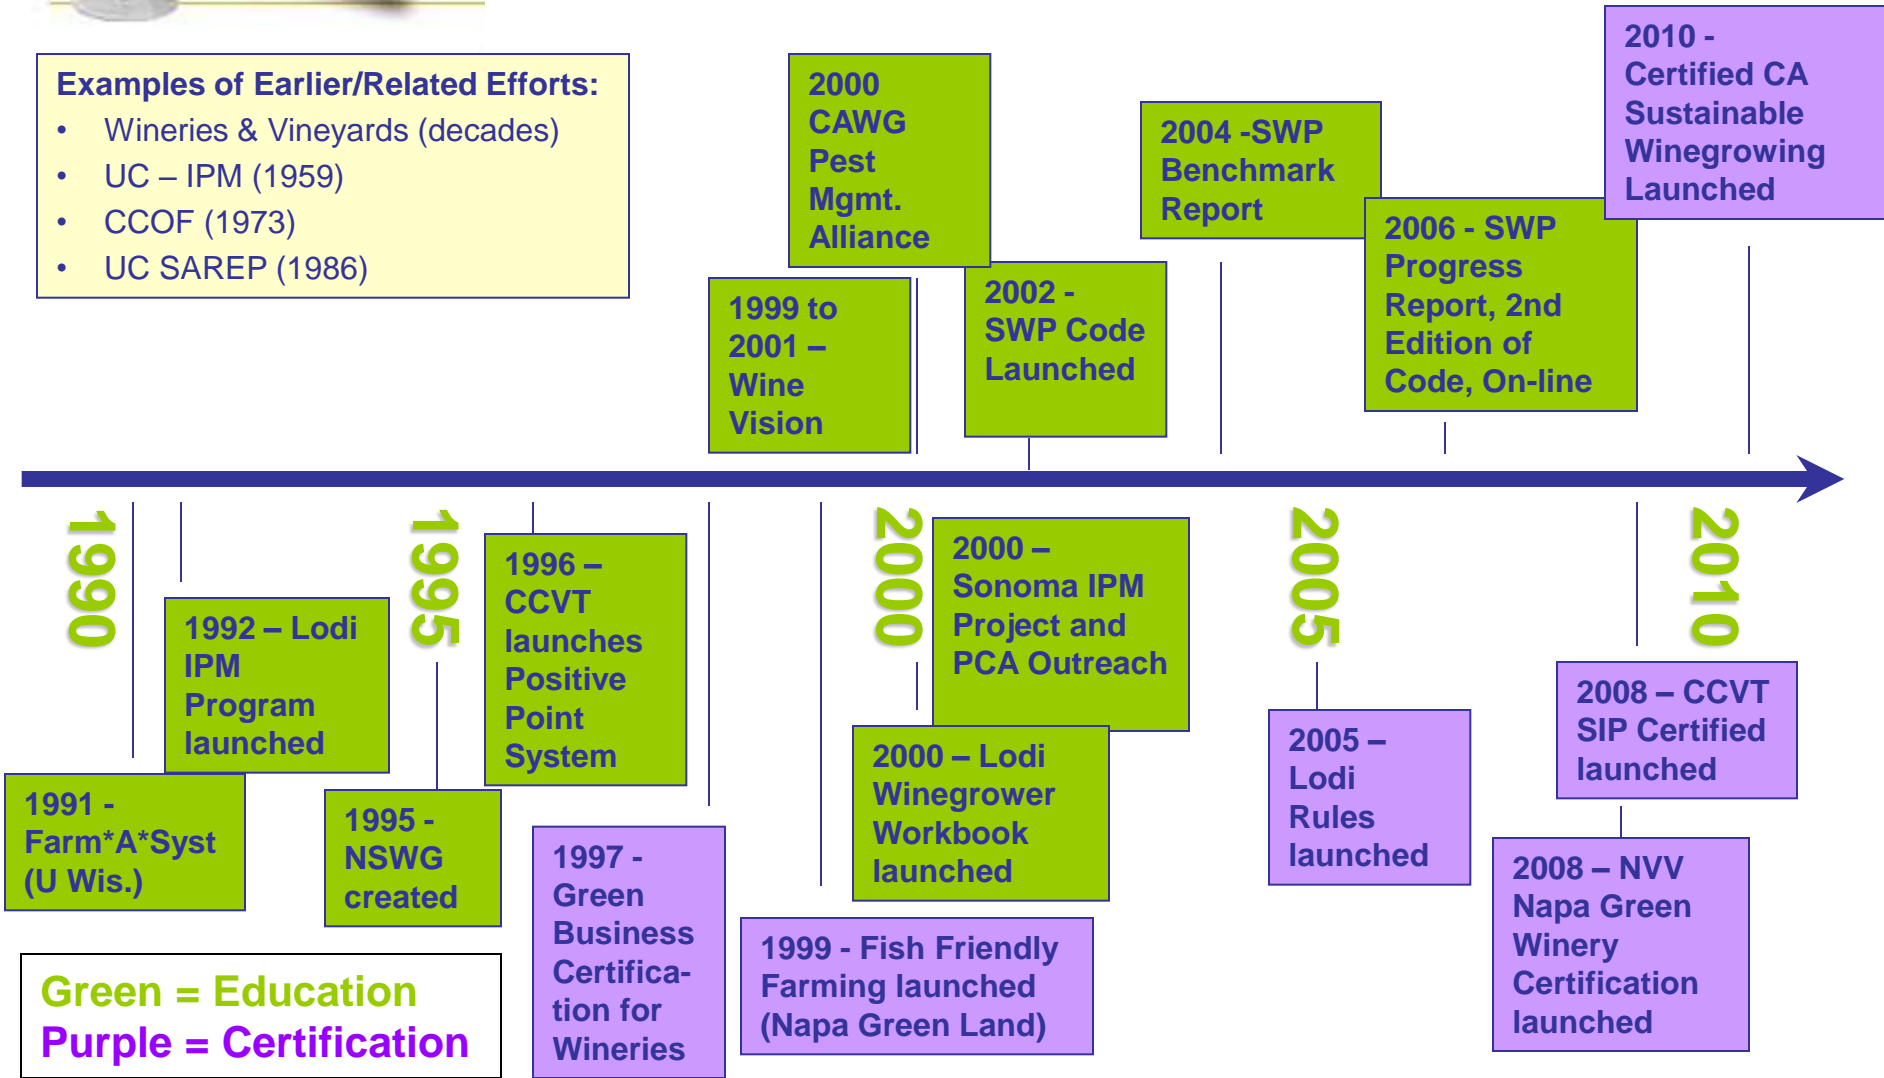 Examples of Earlier/Related Efforts:
• Wineries & Vineyards (decades)
• UC – IPM (1959)
• CCOF (1973)
• UC SAREP (1986)
2000
CAWG
Pest
Mgmt.
Alliance
1999 to
2001 –
Wine
Vision
2002 -
SWP Code
Launched
2004 -SWP
Benchmark
Report
2006 - SWP
Progress
Report, 2nd
Edition of
Code, On-line
2010 -
Certified CA
Sustainable
Winegrowing
Launched
1990
1995
2000
2005
2010
1991 -
Farm*A*Syst
(U Wis.)
1992 – Lodi
IPM
Program
launched
1995 -
NSWG
created
1996 –
CCVT
launches
Positive
Point
System
1997 -
Green
Business
Certifica-
tion for
Wineries
1999 - Fish Friendly
Farming launched
(Napa Green Land)
2000 –
Sonoma IPM
Project and
PCA Outreach
2000 – Lodi
Winegrower
Workbook
launched
2005 –
Lodi
Rules
launched
2008 – CCVT
SIP Certified
launched
2008 – NVV
Napa Green
Winery
Certification
launched
Green = Education
Purple = Certification